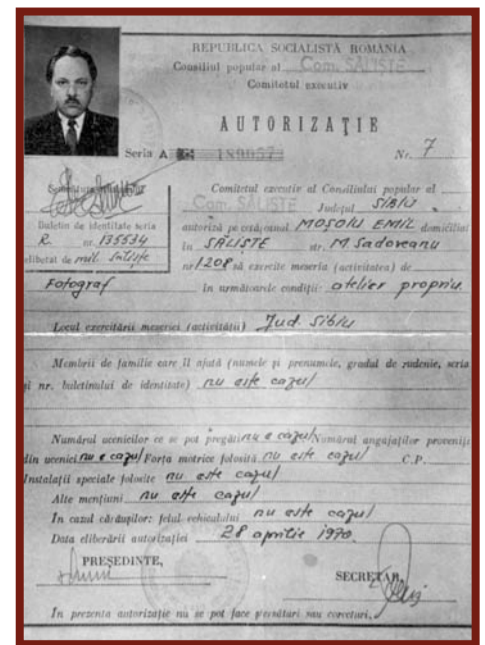 REPUBLICA SOCIALISTĂ ROMÂNIA
Consiliul popular al Com. SĂLIŞTE
Comitetul executiv
AUTORIZAŢIE
Seria A 189057 Nr. 7
Semnătura titularului
Buletin de identitate seria
R. nr. 135534
eliberat de mil. Sălişte
Comitetul executiv al Consiliului popular al
Com. SĂLIŞTE Judeţul SIBIU
autoriză pe cetăţeanul MOŞOIU EMIL domiciliat
în SĂLIŞTE str. M. Sadoveanu
nr. 1208 să exercite meseria (activitatea) de
Fotograf în următoarele condiţii: atelier propriu.
Locul exercitării meseriei (activităţii) Jud. Sibiu
Membrii de familie care îl ajută (numele şi prenumele, gradul de rudenie, seria
şi nr. buletinului de identitate) nu este cazul
Numărul ucenicilor ce se pot pregăti nu e cazul Numărul angajaţilor proveniţi
din ucenici nu e cazul Forţa motrice folosită nu este cazul C.P.
Instalaţii speciale folosite nu este cazul
Alte menţiuni nu este cazul
În cazul cărăuşilor: felul vehiculului nu este cazul
Data eliberării autorizaţiei 28 aprilie 1970.
PREŞEDINTE,
SECRETAR,
În prezenta autorizaţie nu se pot face ştersături sau corecturi.